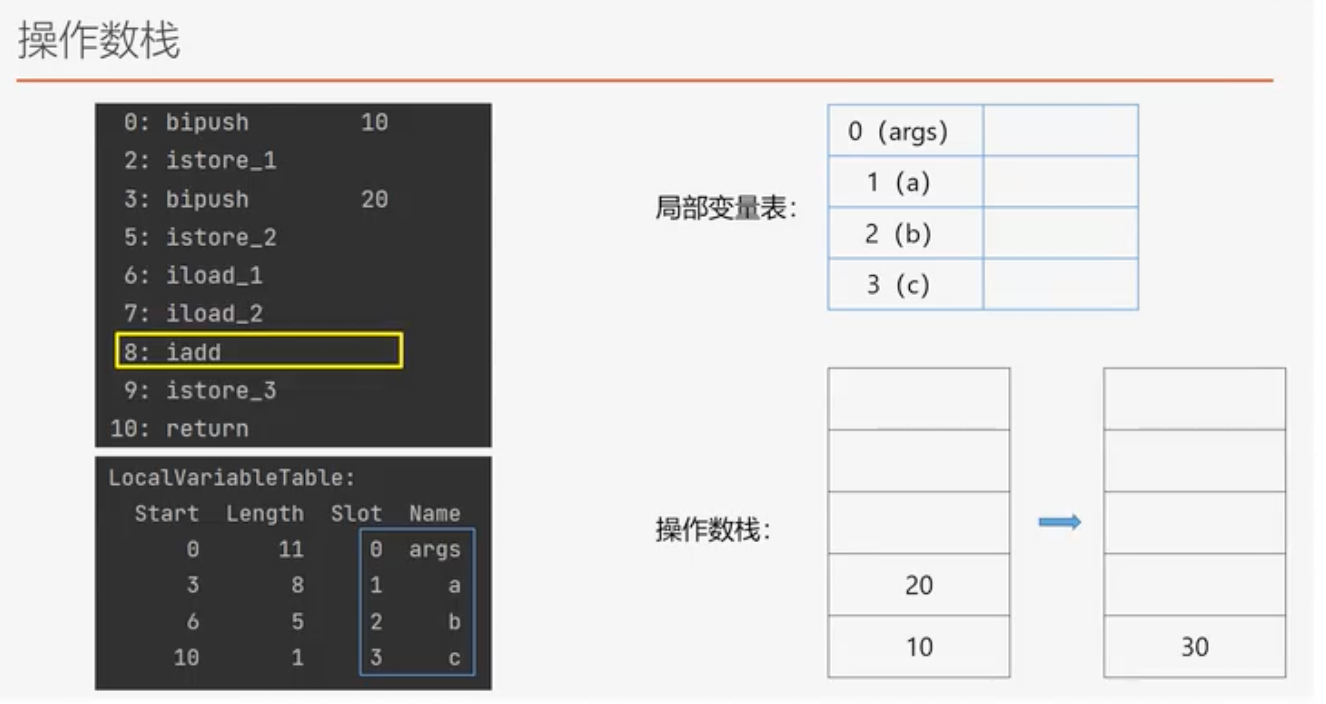 操作数栈
0: bipush 10
2: istore_1
3: bipush 20
5: istore_2
6: iload_1
7: iload_2
8: iadd
9: istore_3
10: return
LocalVariableTable:
Start Length Slot Name
0 11 0 args
3 8 1 a
6 5 2 b
10 1 3 c
局部变量表：
0（args）
1（a）
2（b）
3（c）
操作数栈：
20
10
30